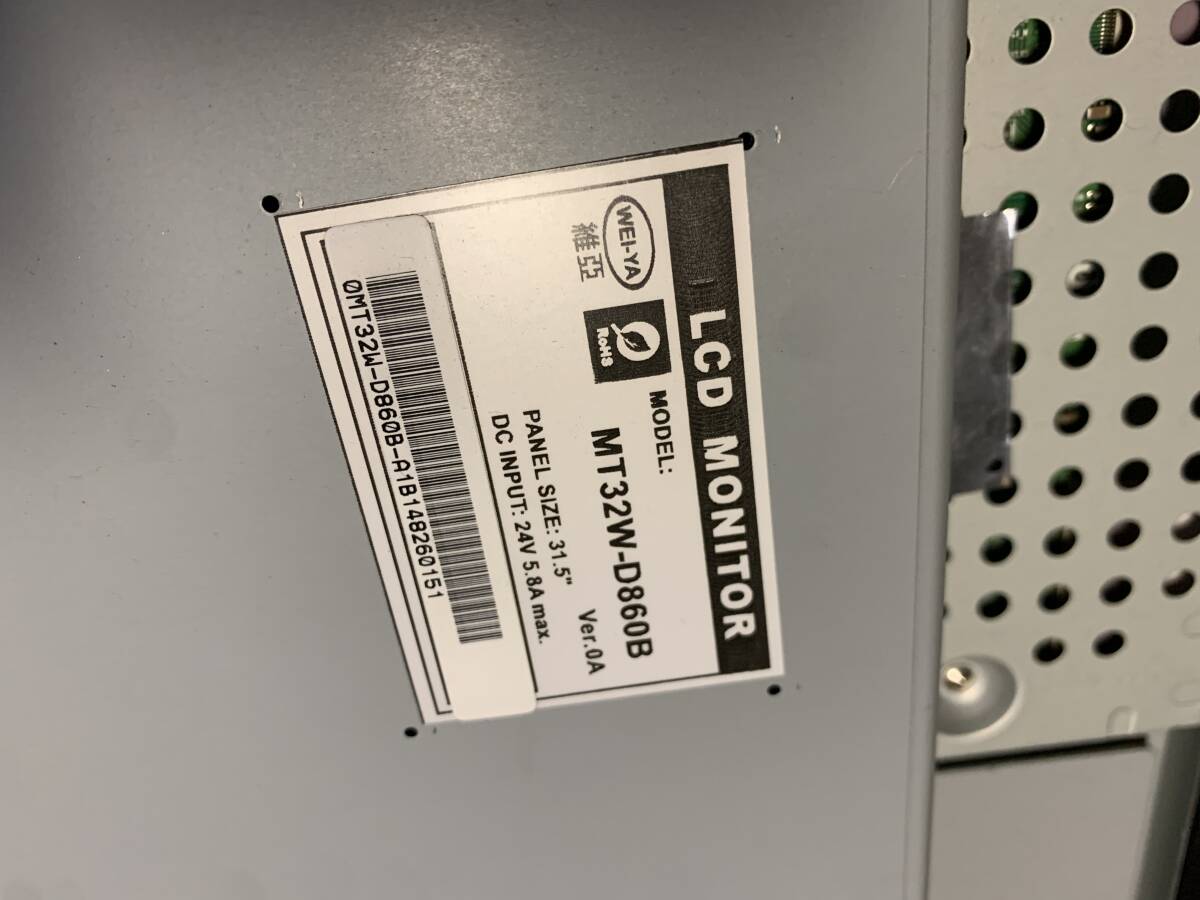 LCD MONITOR
WEI-YA
維亞
RoHS
MODEL:
MT32W-D860B
Ver.0A
PANEL SIZE: 31.5"
DC INPUT: 24V 5.8A max.
0MT32W-D860B-A1B148260151